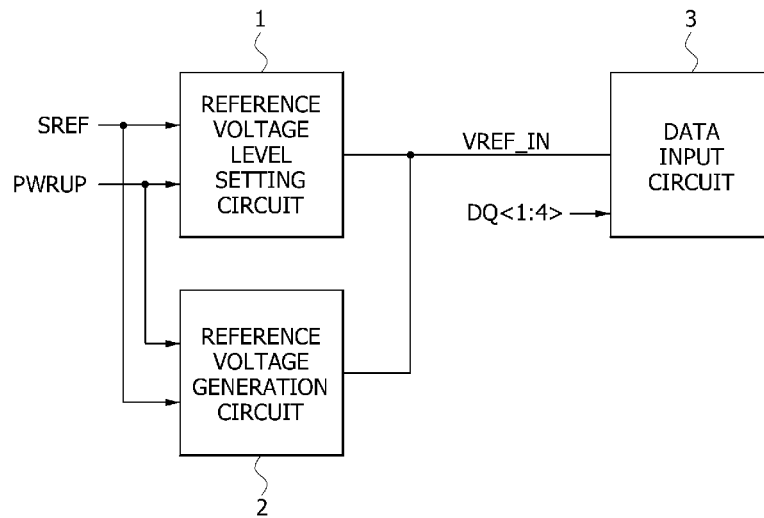 1
3
REFERENCE
VOLTAGE
LEVEL
SETTING
CIRCUIT
SREF
PWRUP
VREF_IN
DATA
INPUT
CIRCUIT
DQ<1:4>
REFERENCE
VOLTAGE
GENERATION
CIRCUIT
2